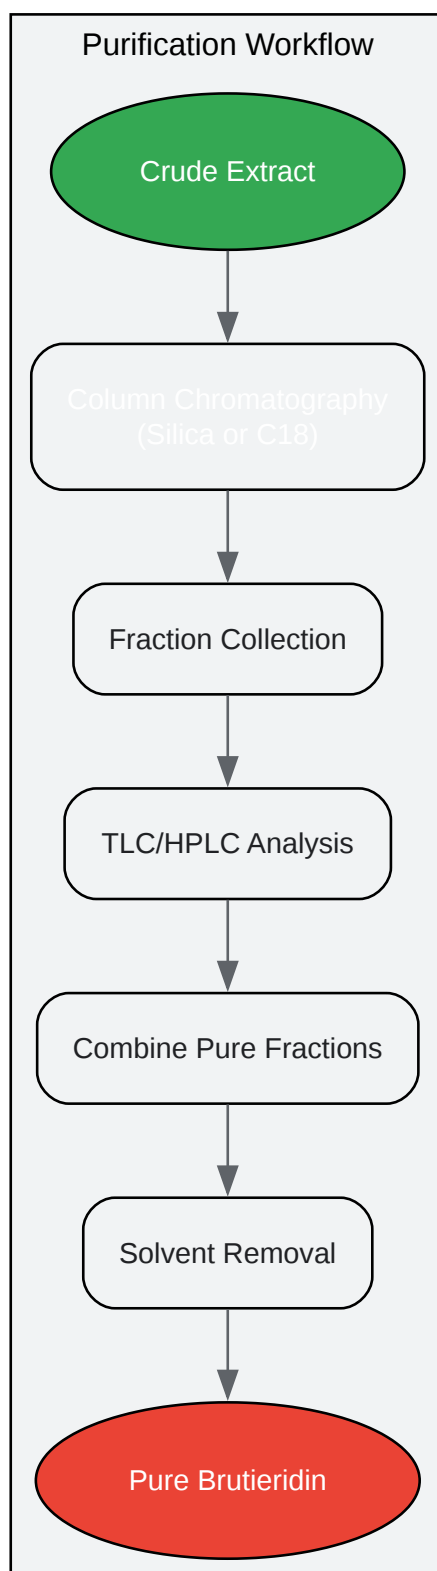 Purification Workflow
Crude Extract
Column Chromatography
(Silica or C18)
Fraction Collection
TLC/HPLC Analysis
Combine Pure Fractions
Solvent Removal
Pure Brutieridin